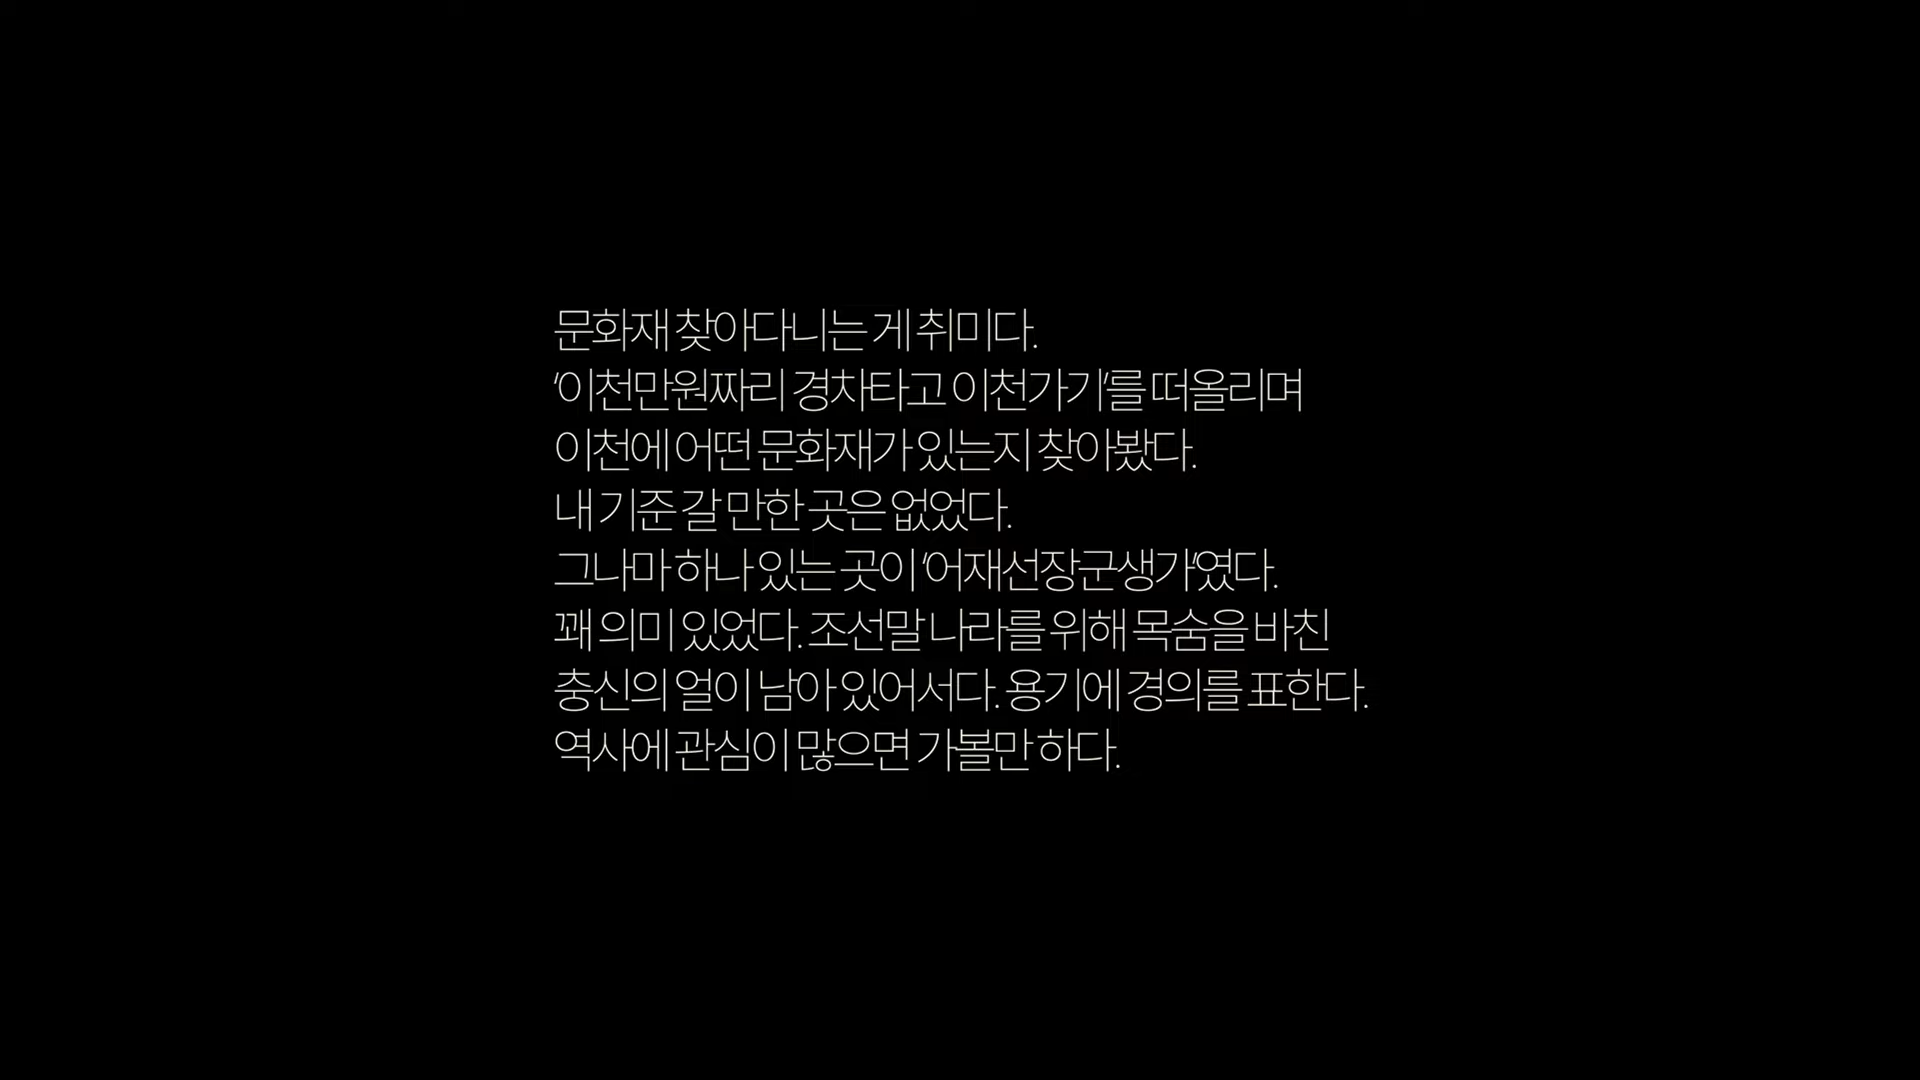 문화재 찾아다니는 게 취미다.
'이천만원짜리 경차타고 이천가기'를 떠올리며
이천에 어떤 문화재가 있는지 찾아봤다.
내 기준 갈 만한 곳은 없었다.
그나마 하나 있는 곳이 '어재선장군생가'였다.
꽤 의미 있었다. 조선말 나라를 위해 목숨을 바친
충신의 얼이 남아 있어서다. 용기에 경의를 표한다.
역사에 관심이 많으면 가볼만 하다.